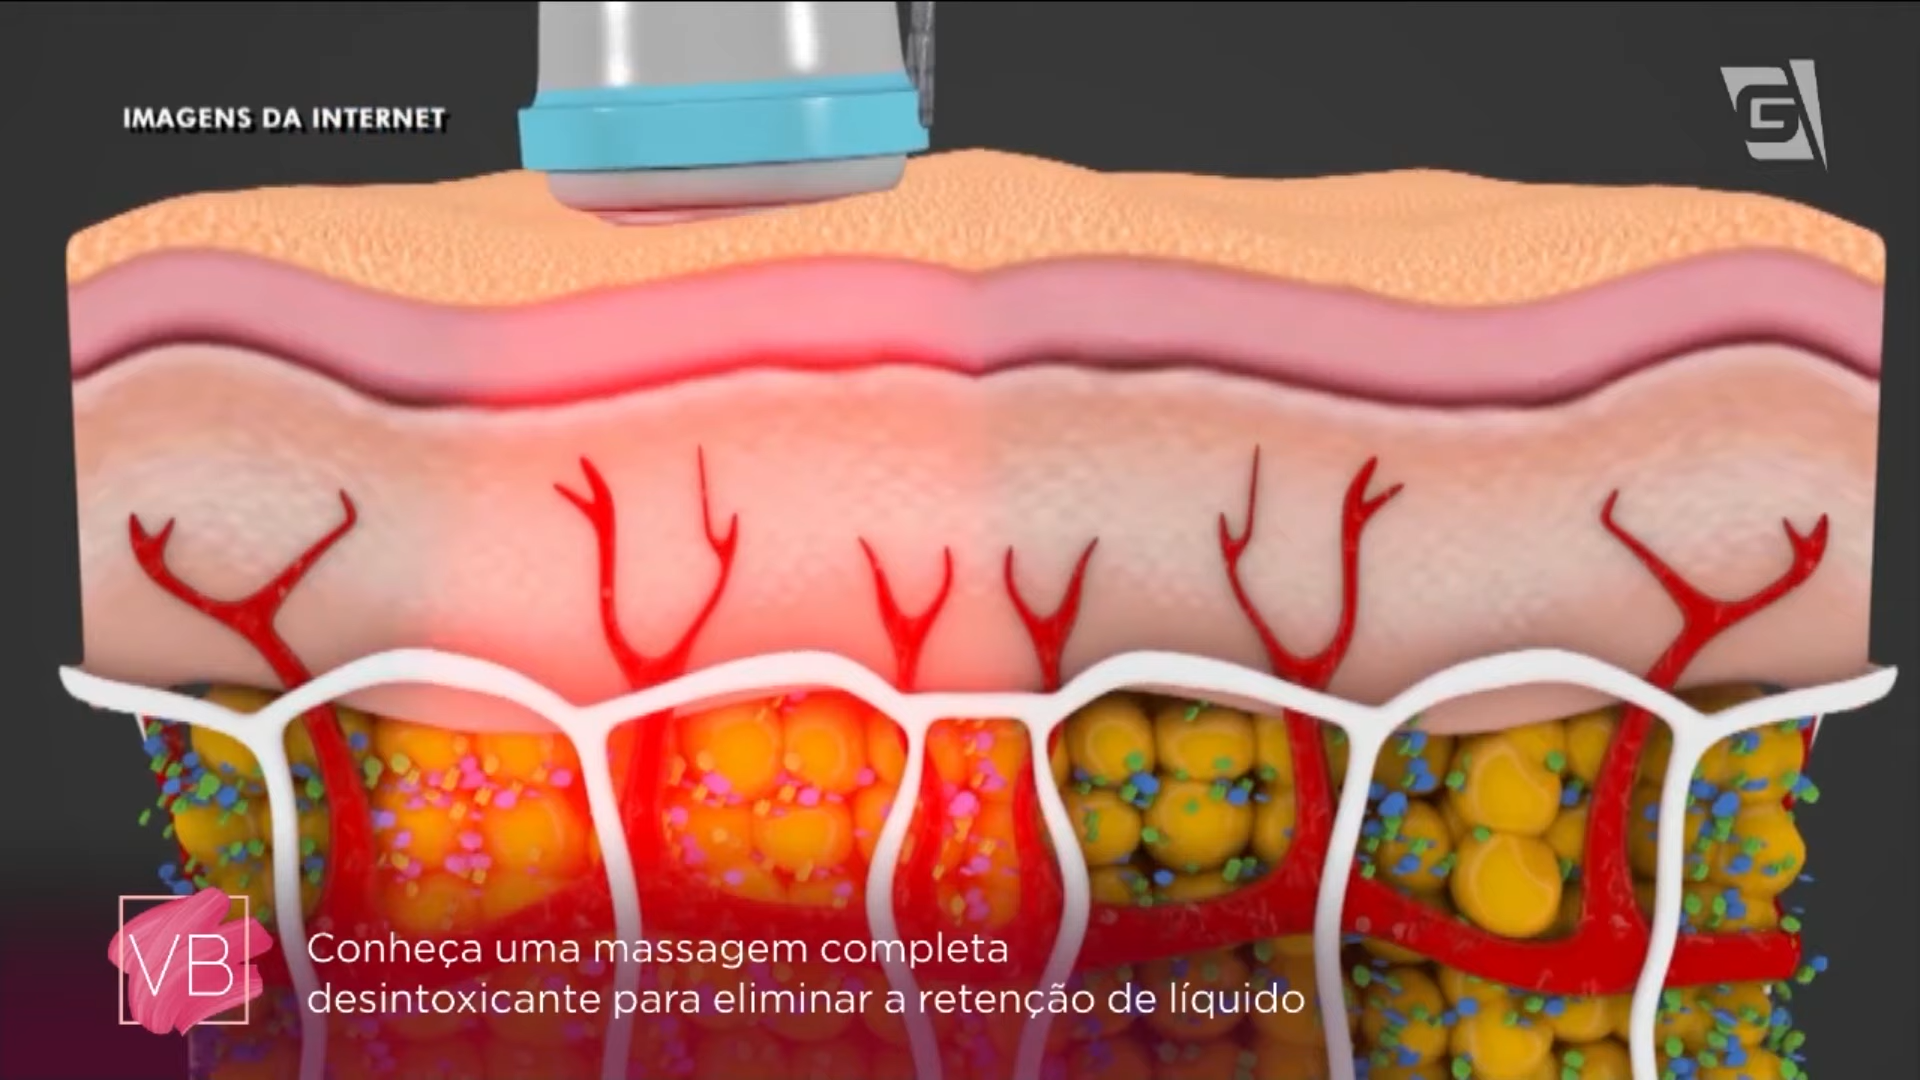 IMAGENS DA INTERNET
G
VB
Conheça uma massagem completa
desintoxicante para eliminar a retenção de líquido